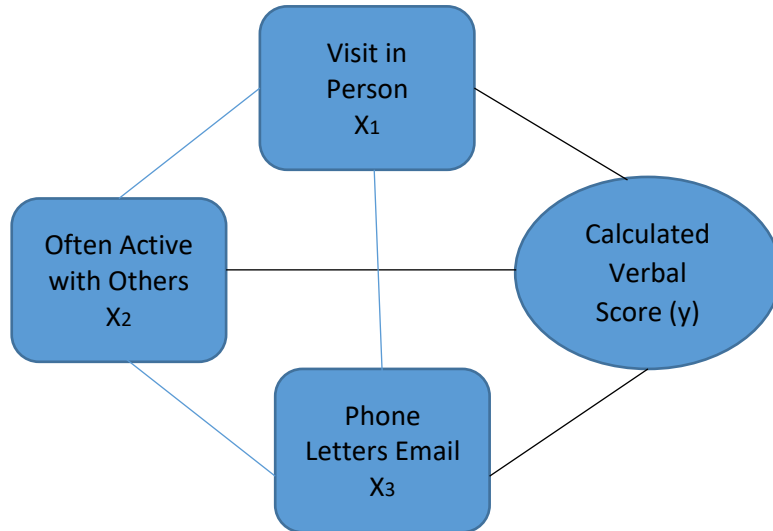 Visit in
Person
X1
Often Active
with Others
X2
Calculated
Verbal
Score (y)
Phone
Letters Email
X3